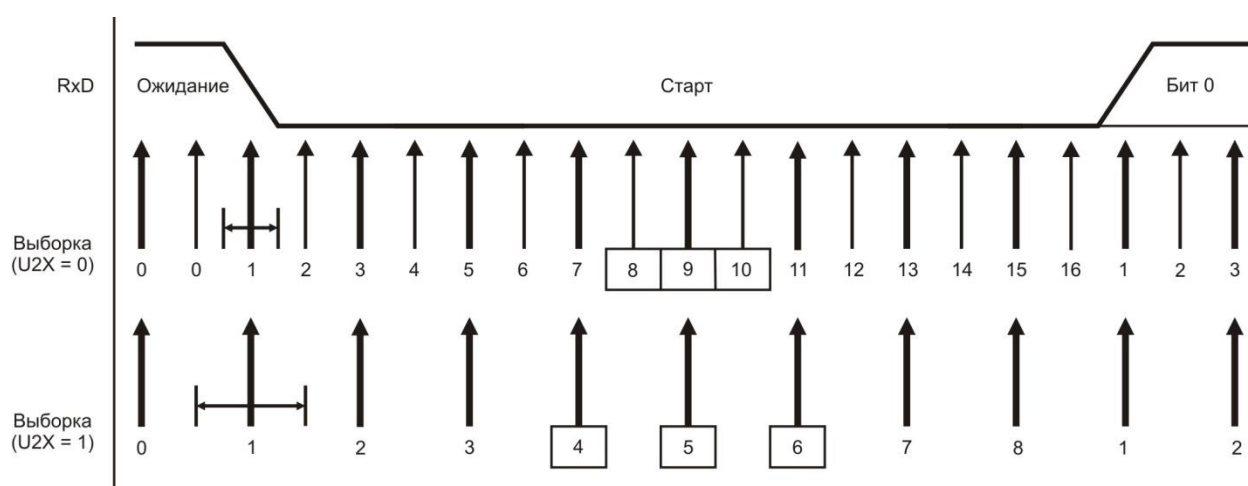 RxD
Ожидание
Старт
Бит 0
Выборка
(U2X = 0)
0 0 1 2 3 4 5 6 7 8 9 10 11 12 13 14 15 16 1 2 3
Выборка
(U2X = 1)
0 1 2 3 4 5 6 7 8 1 2